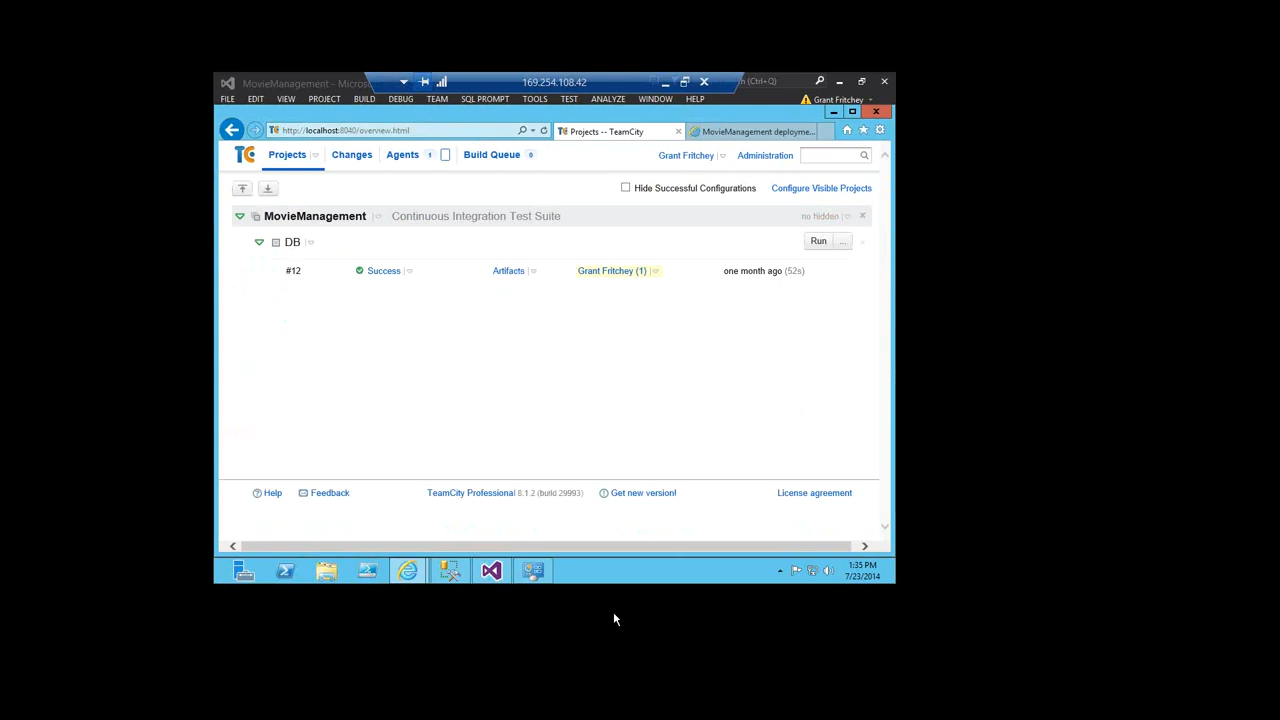 MovieManagement - Micros
169.254.108.42
(Ctrl+Q)
FILE EDIT VIEW PROJECT BUILD DEBUG TEAM SQL PROMPT TOOLS TEST ANALYZE WINDOW HELP
Grant Fritchey
http://localhost:8040/overview.html
Projects -- TeamCity
MovieManagement deployme...
TC Projects Changes Agents 1 Build Queue 0
Grant Fritchey Administration
Hide Successful Configurations Configure Visible Projects
MovieManagement Continuous Integration Test Suite no hidden
DB Run ...
#12 Success Artifacts Grant Fritchey (1) one month ago (52s)
Help Feedback TeamCity Professional 8.1.2 (build 29993) Get new version! License agreement
1:35 PM
7/23/2014